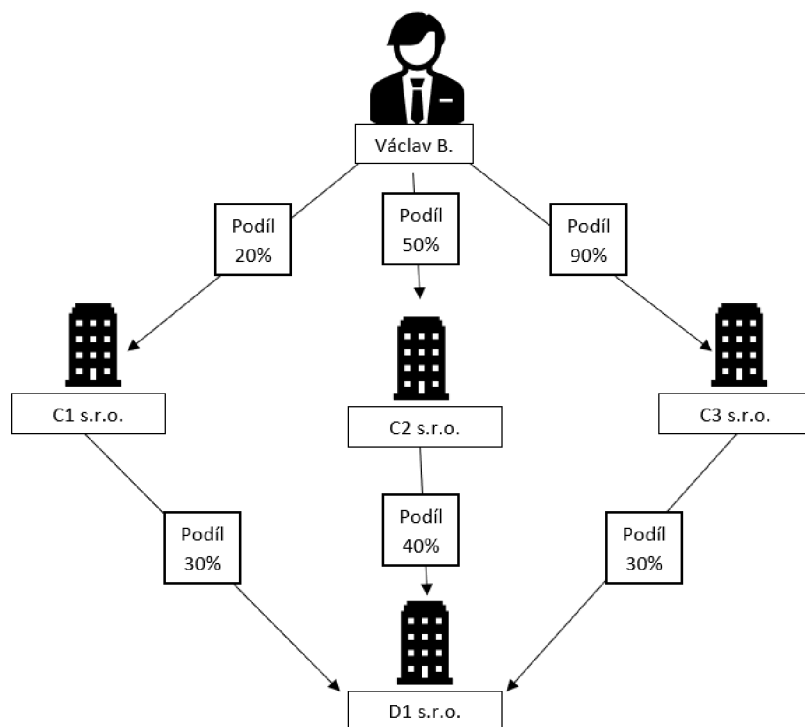 Václav B.
Podíl
20%
Podíl
50%
Podíl
90%
C1 s.r.o.
C2 s.r.o.
C3 s.r.o.
Podíl
30%
Podíl
40%
Podíl
30%
D1 s.r.o.